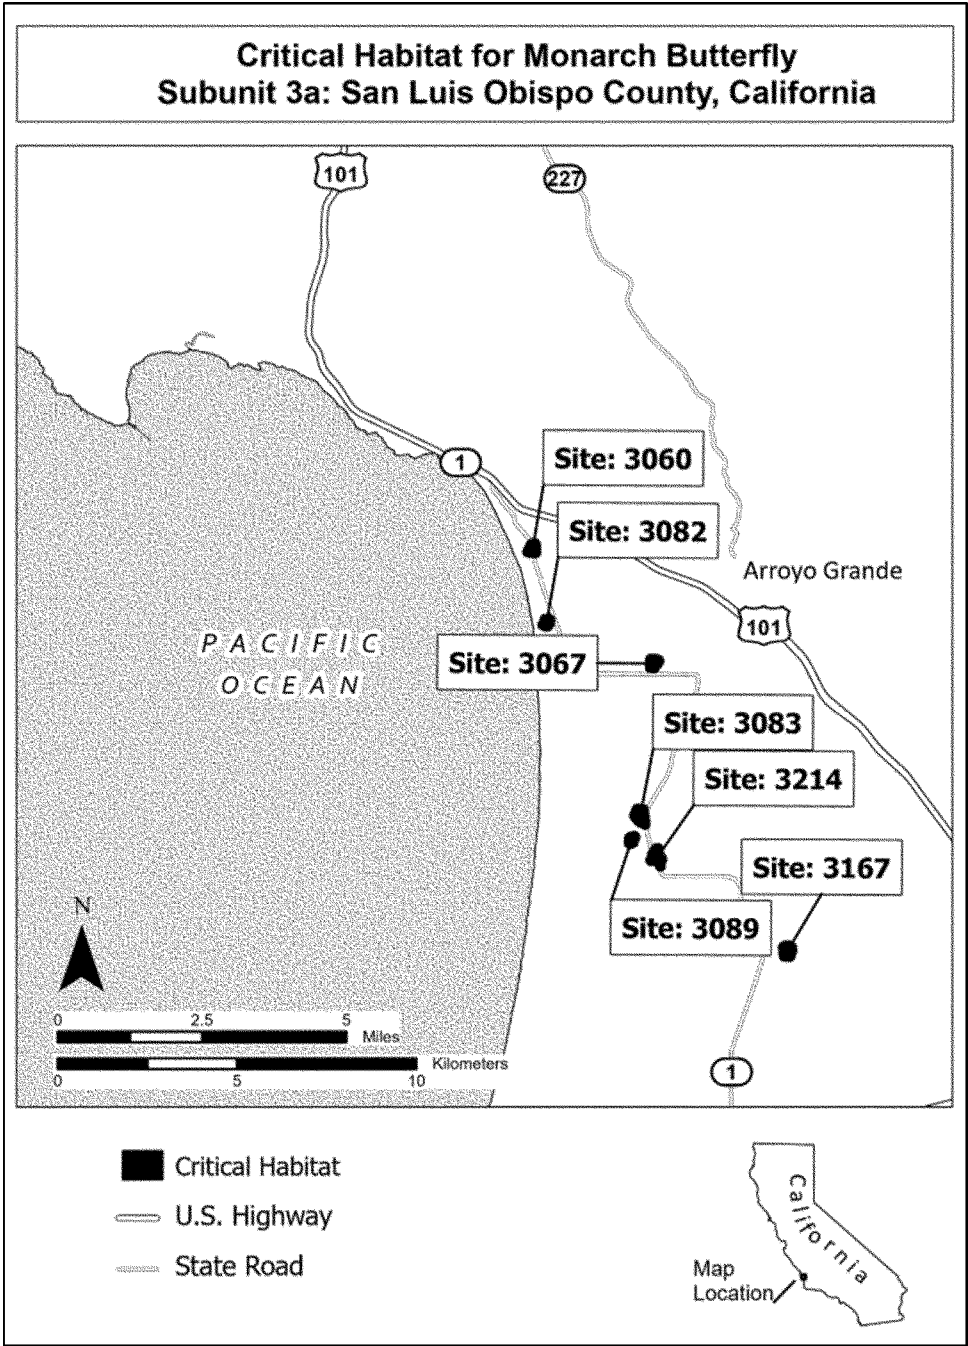 Critical Habitat for Monarch Butterfly
Subunit 3a: San Luis Obispo County, California
101
227
1
Site: 3060
Site: 3082
Arroyo Grande
101
PACIFIC
OCEAN
Site: 3067
Site: 3083
Site: 3214
Site: 3167
Site: 3089
N
0 2.5 5
Miles
Kilometers
0 5 10
1
Critical Habitat
U.S. Highway
State Road
California
Map
Location